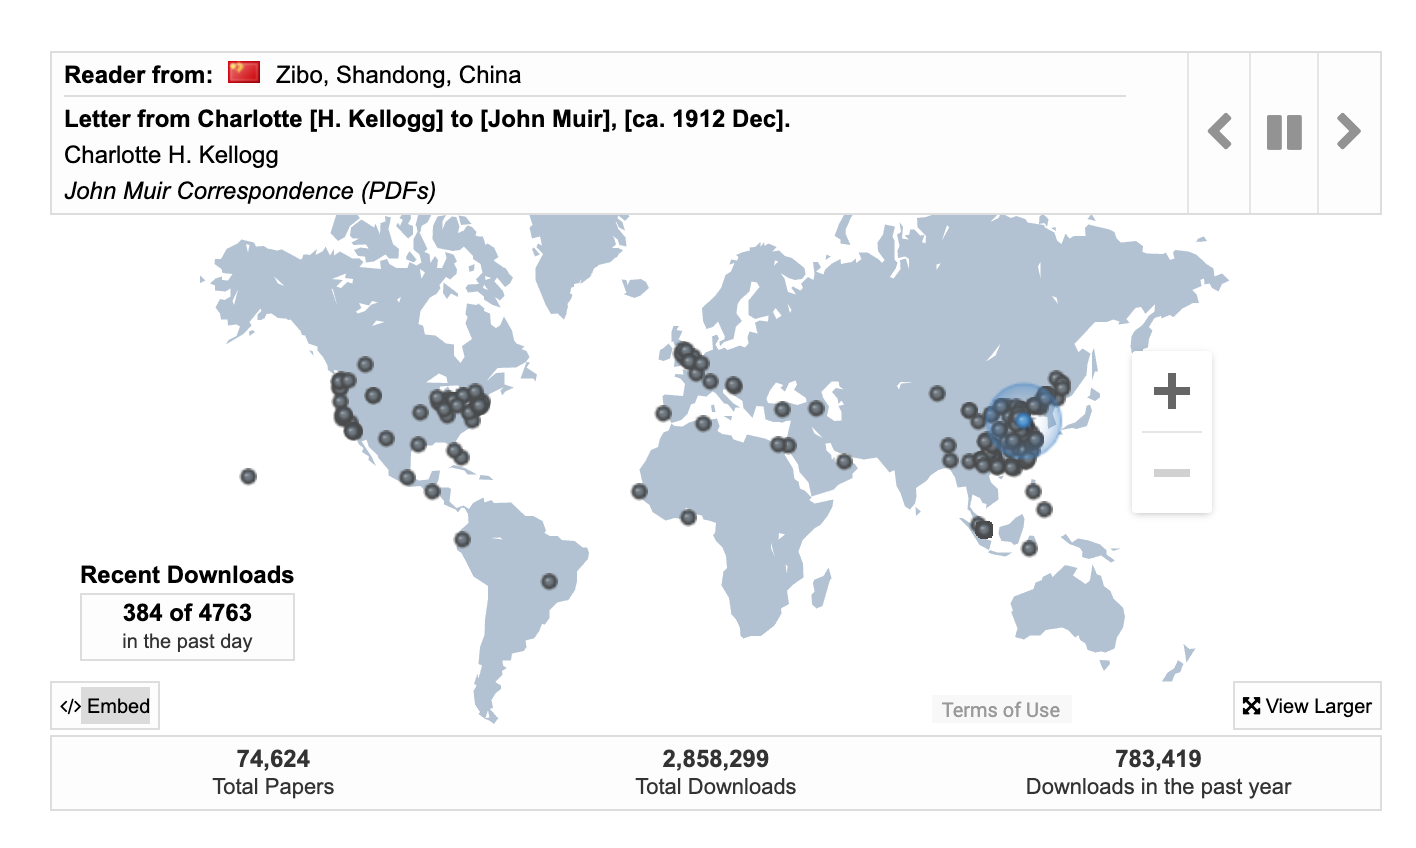 Reader from: Zibo, Shandong, China
Letter from Charlotte [H. Kellogg] to [John Muir], [ca. 1912 Dec].
Charlotte H. Kellogg
John Muir Correspondence (PDFs)
Recent Downloads
384 of 4763
in the past day
</> Embed
Terms of Use
View Larger
74,624
Total Papers
2,858,299
Total Downloads
783,419
Downloads in the past year